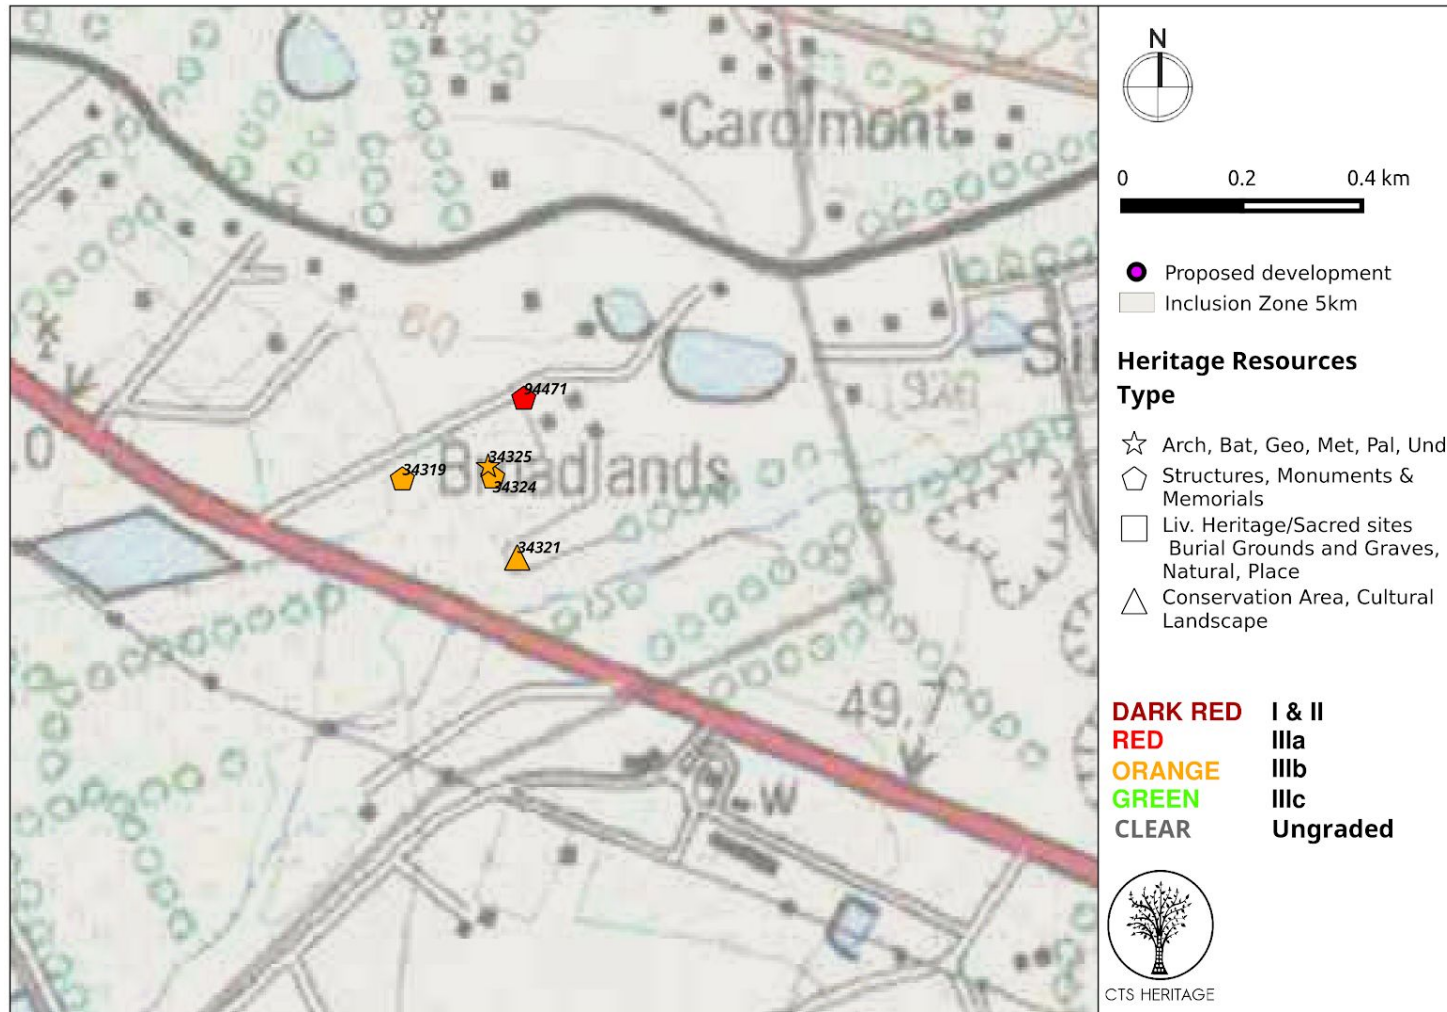 Carolmont
94471
34325
34319
Broadlands
34324
34321
49.7
W
N
0 0.2 0.4 km
Proposed development
Inclusion Zone 5km
Heritage Resources
Type
Arch, Bat, Geo, Met, Pal, Und
Structures, Monuments &
Memorials
Liv. Heritage/Sacred sites
Burial Grounds and Graves,
Natural, Place
Conservation Area, Cultural
Landscape
DARK RED I & II
RED IIIa
ORANGE IIIb
GREEN IIIc
CLEAR Ungraded
CTS HERITAGE